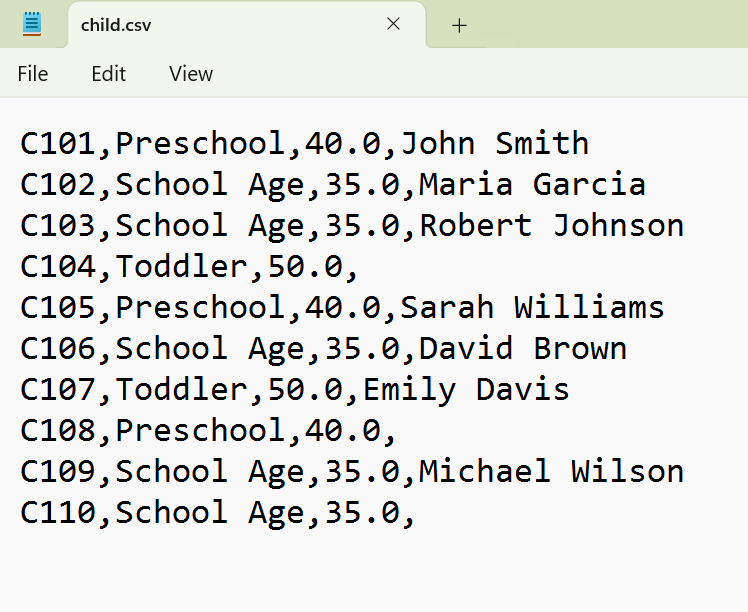 child.csv
File Edit View
C101,Preschool,40.0,John Smith
C102,School Age,35.0,Maria Garcia
C103,School Age,35.0,Robert Johnson
C104,Toddler,50.0,
C105,Preschool,40.0,Sarah Williams
C106,School Age,35.0,David Brown
C107,Toddler,50.0,Emily Davis
C108,Preschool,40.0,
C109,School Age,35.0,Michael Wilson
C110,School Age,35.0,